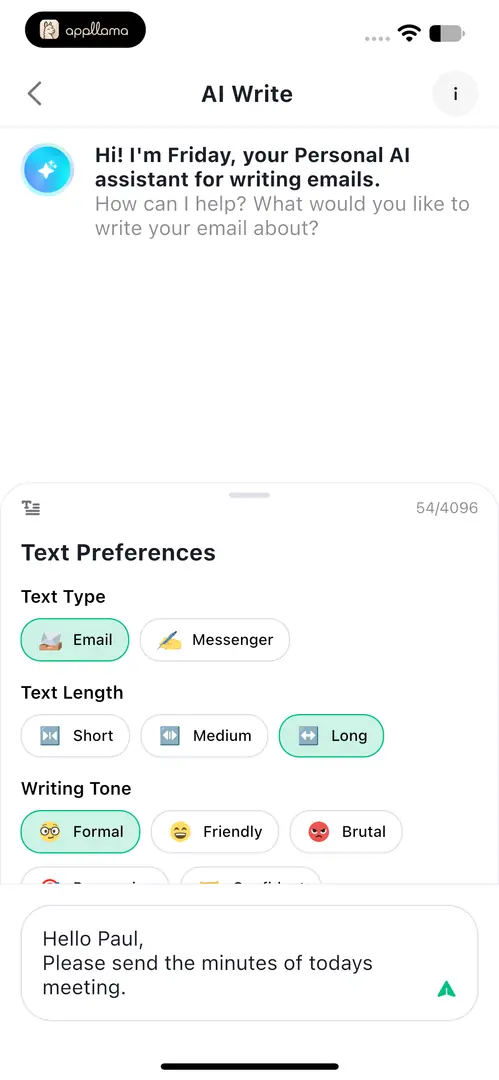 appllama
AI Write
i
Hi! I'm Friday, your Personal AI
assistant for writing emails.
How can I help? What would you like to
write your email about?
54/4096
Text Preferences
Text Type
Email
Messenger
Text Length
Short
Medium
Long
Writing Tone
Formal
Friendly
Brutal
Hello Paul,
Please send the minutes of todays
meeting.